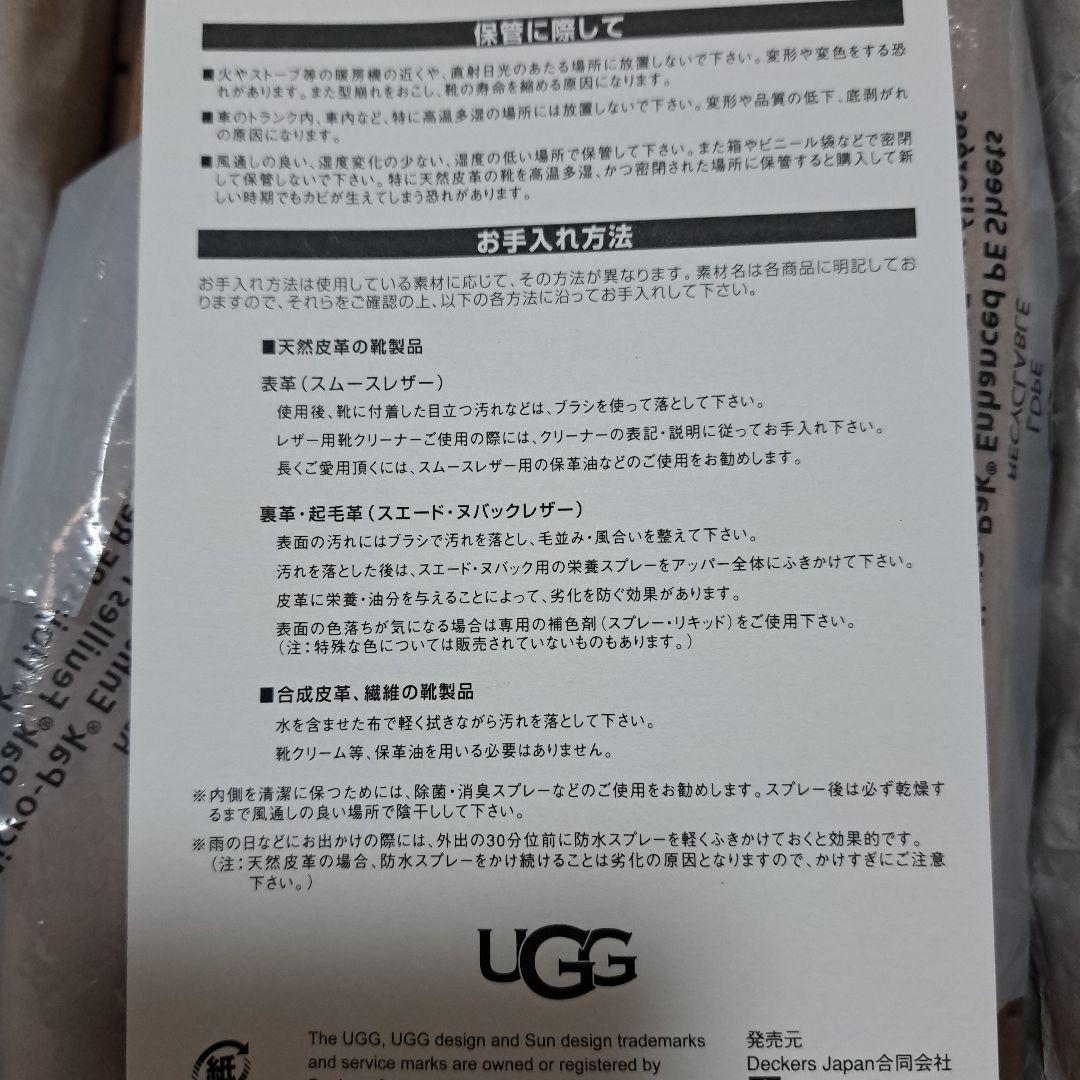 保管に際して
■火やストーブ等の暖房機の近くや、直射日光のあたる場所に放置しないで下さい。変形や変色をする恐
れがあります。また型崩れをおこし、靴の寿命を縮める原因になります。
■車のトランク内、車内など、特に高温多湿の場所には放置しないで下さい。変形や品質の低下、底剥がれ
の原因になります。
■風通しの良い、湿度変化の少ない、湿度の低い場所で保管して下さい。また箱やビニール袋などで密閉
して保管しないで下さい。特に天然皮革の靴を高温多湿、かつ密閉された場所に保管すると購入して新
しい時期でもカビが生えてしまう恐れがあります。
お手入れ方法
お手入れ方法は使用している素材に応じて、その方法が異なります。素材名は各商品に明記してお
りますので、それらをご確認の上、以下の各方法に沿ってお手入れして下さい。
■天然皮革の靴製品
表革（スムースレザー）
使用後、靴に付着した目立つ汚れなどは、ブラシを使って落として下さい。
レザー用靴クリーナーご使用の際には、クリーナーの表記・説明に従ってお手入れ下さい。
長くご愛用頂くには、スムースレザー用の保革油などのご使用をお勧めします。
裏革・起毛革（スエード・ヌバックレザー）
表面の汚れにはブラシで汚れを落とし、毛並み・風合いを整えて下さい。
汚れを落とした後は、スエード・ヌバック用の栄養スプレーをアッパー全体にふきかけて下さい。
皮革に栄養・油分を与えることによって、劣化を防ぐ効果があります。
表面の色落ちが気になる場合は専用の補色剤（スプレー・リキッド）をご使用下さい。
（注：特殊な色については販売されていないものもあります。）
■合成皮革、繊維の靴製品
水を含ませた布で軽く拭きながら汚れを落として下さい。
靴クリーム等、保革油を用いる必要はありません。
※内側を清潔に保つためには、除菌・消臭スプレーなどのご使用をお勧めします。スプレー後は必ず乾燥す
るまで風通しの良い場所で陰干しして下さい。
※雨の日などにお出かけの際には、外出の30分位前に防水スプレーを軽くふきかけておくと効果的です。
（注：天然皮革の場合、防水スプレーをかけ続けることは劣化の原因となりますので、かけすぎにご注意
下さい。）
UGG
紙
The UGG, UGG design and Sun design trademarks
and service marks are owned or registered by
発売元
Deckers Japan合同会社
Pak® Enhanced PE Sheets
RECYCLABLE
LDPE
Pak® Feuilles
Micro-Pak® Enh